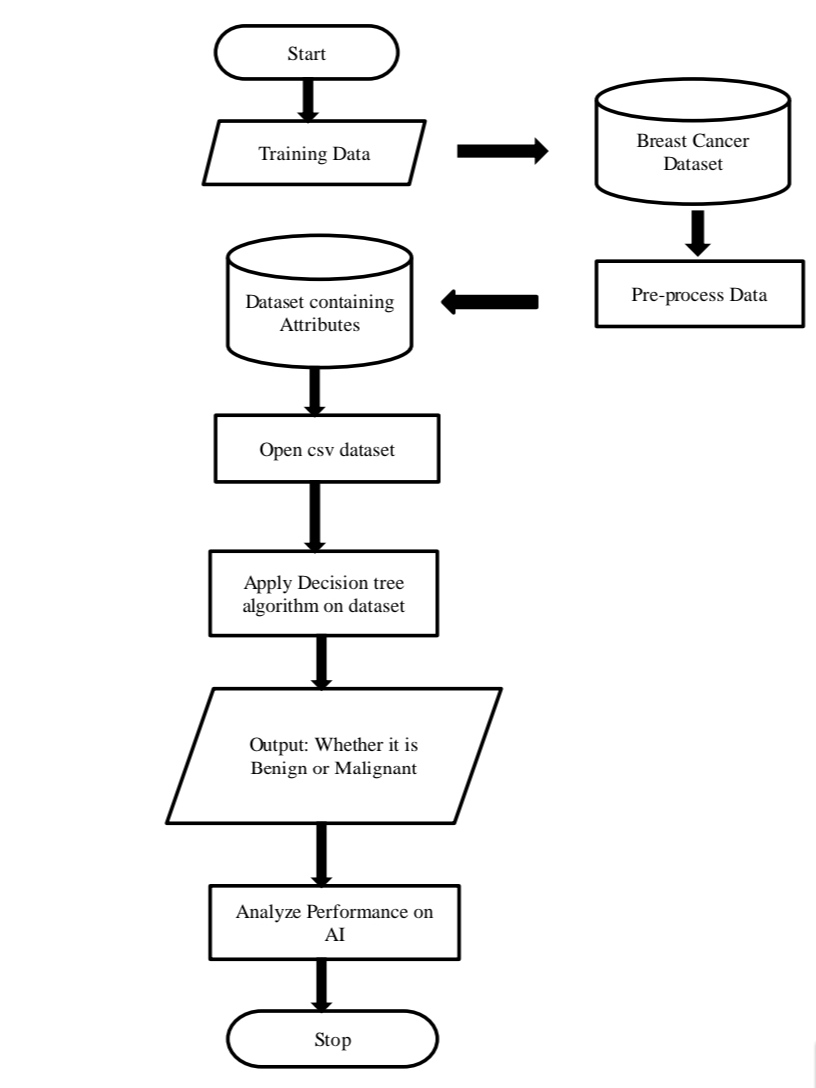 Start
Training Data
Breast Cancer
Dataset
Pre-process Data
Dataset containing
Attributes
Open csv dataset
Apply Decision tree
algorithm on dataset
Output: Whether it is
Benign or Malignant
Analyze Performance on
AI
Stop